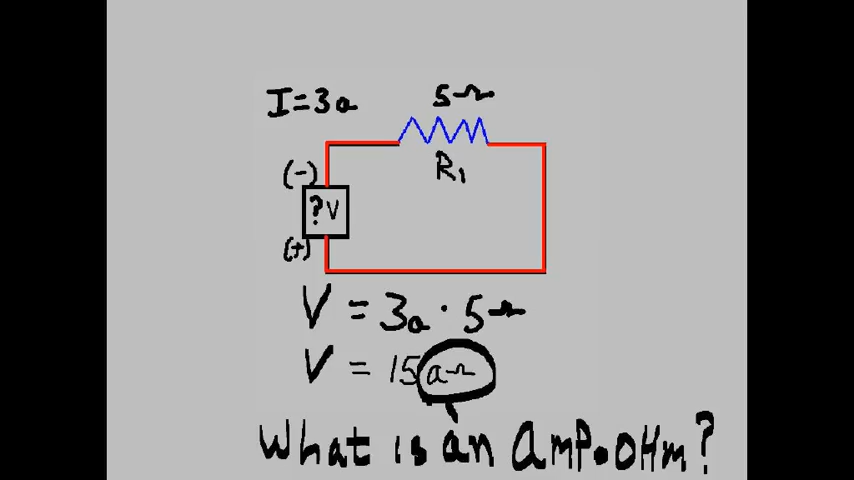 I=3a
5Ω
R1
(-)
?V
(+)
V = 3a · 5Ω
V = 15aΩ
What is an AMP·OHM?